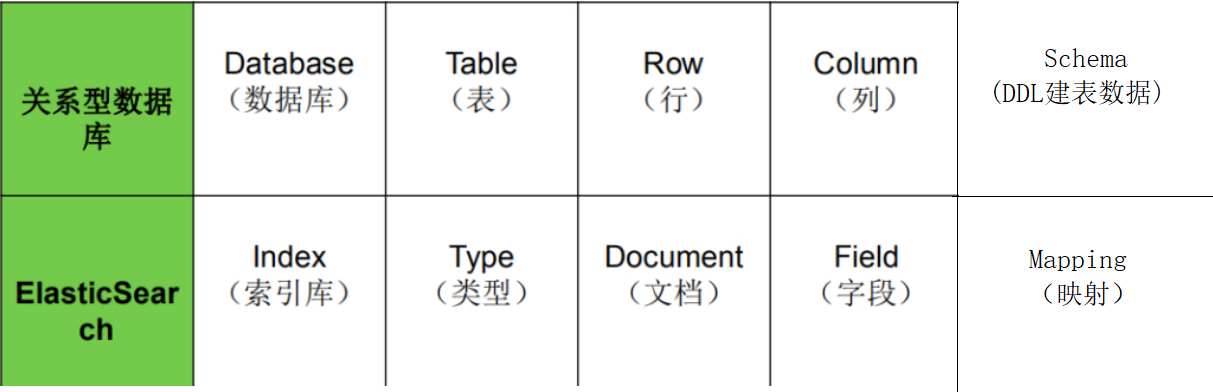 关系型数据
库
Database
（数据库）
Table
（表）
Row
（行）
Column
（列）
Schema
(DDL建表数据)
ElasticSear
ch
Index
（索引库）
Type
（类型）
Document
（文档）
Field
（字段）
Mapping
（映射）